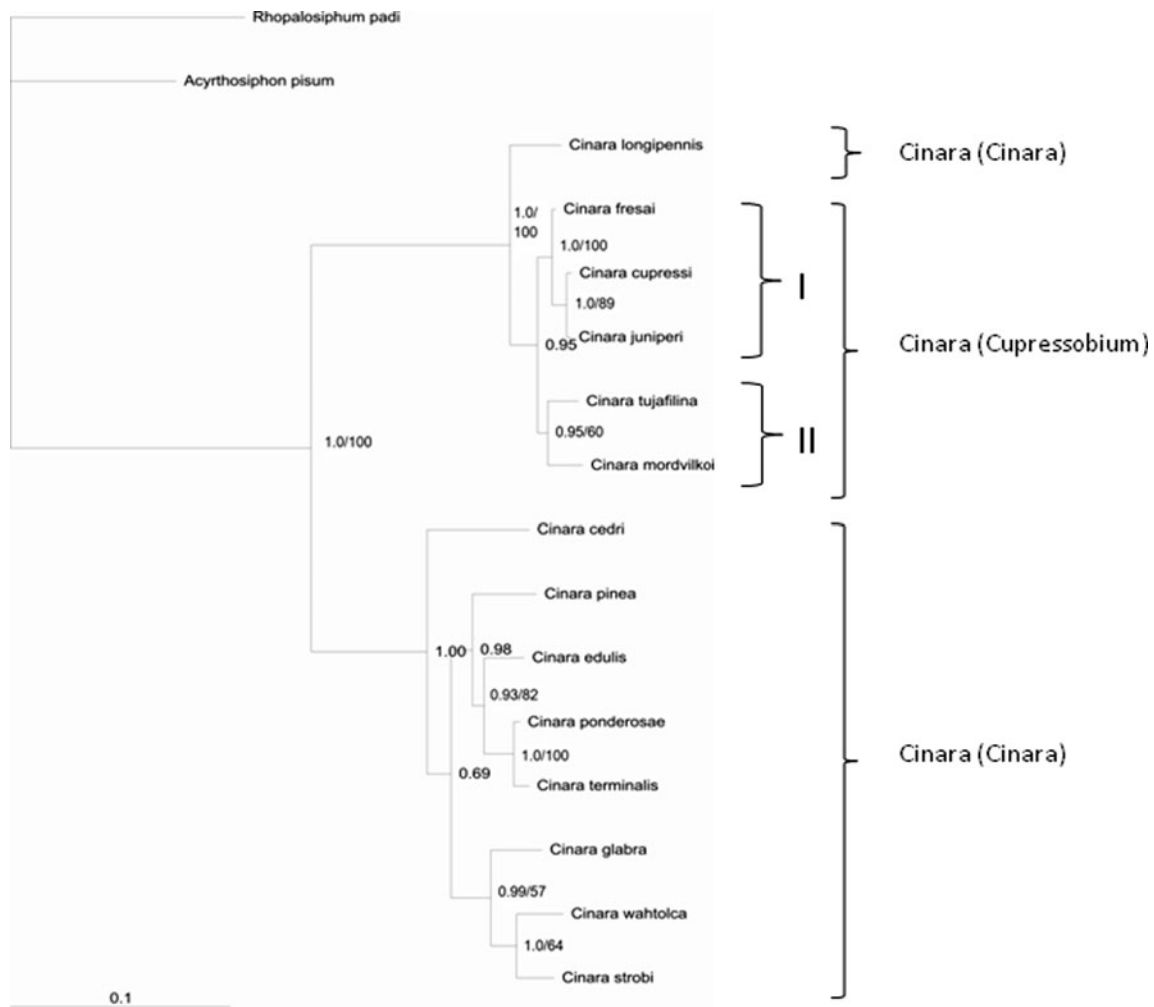 Rhopalosiphum padi
Acyrthosiphon pisum
Cinara longipennis
Cinara (Cinara)
Cinara fresai
1.0/
100
1.0/100
Cinara cupressi
I
1.0/89
Cinara juniperi
0.95
Cinara (Cupressobium)
Cinara tujafilina
0.95/60
II
1.0/100
Cinara mordvilkoi
Cinara cedri
Cinara pinea
1.00
0.98
Cinara edulis
0.93/82
Cinara ponderosae
1.0/100
Cinara (Cinara)
0.69
Cinara terminalis
Cinara glabra
0.99/57
Cinara wahtolca
1.0/64
Cinara strobi
0.1